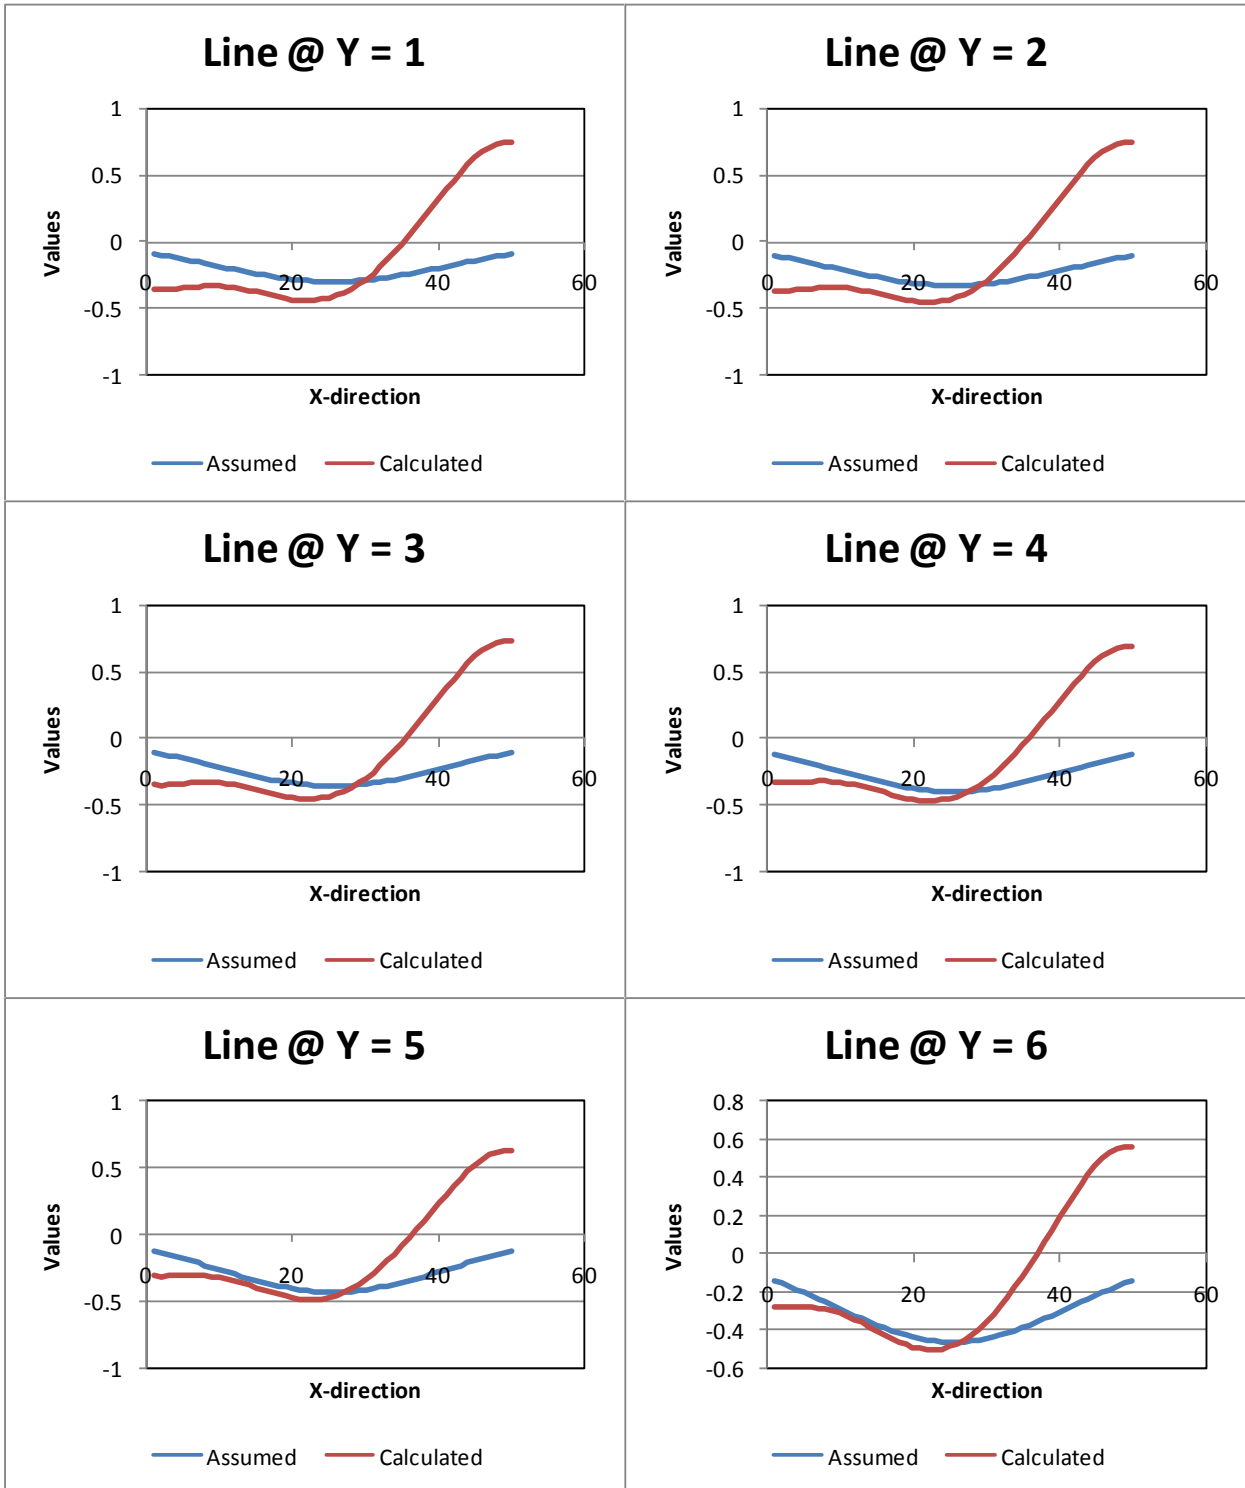 Line @ Y = 1
1
0.5
0
-0.5
-1
0 20 40 60
Values
X-direction
Assumed Calculated
Line @ Y = 2
1
0.5
0
-0.5
-1
0 20 40 60
Values
X-direction
Assumed Calculated
Line @ Y = 3
1
0.5
0
-0.5
-1
0 20 40 60
Values
X-direction
Assumed Calculated
Line @ Y = 4
1
0.5
0
-0.5
-1
0 20 40 60
Values
X-direction
Assumed Calculated
Line @ Y = 5
1
0.5
0
-0.5
-1
0 20 40 60
Values
X-direction
Assumed Calculated
Line @ Y = 6
0.8
0.6
0.4
0.2
0
-0.2
-0.4
-0.6
0 20 40 60
Values
X-direction
Assumed Calculated